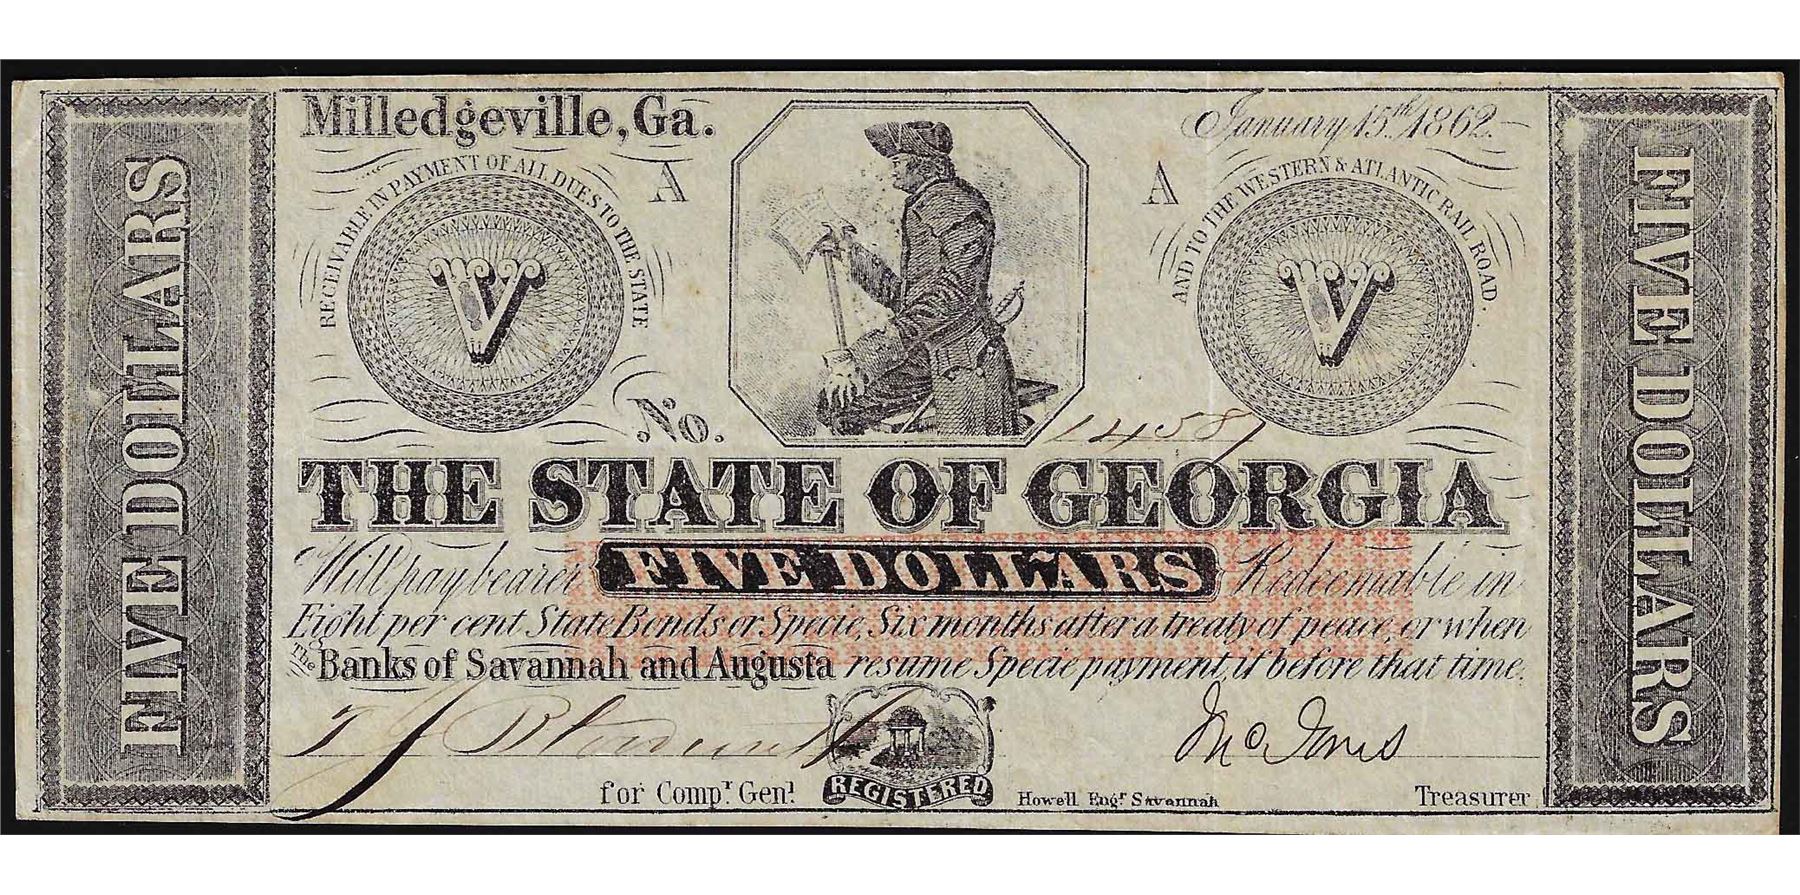 FIVE DOLLARS
Milledgeville, Ga.
January 15th 1862.
RECEIVABLE IN PAYMENT OF ALL DUES TO THE STATE
A
A
AND TO THE WESTERN & ATLANTIC RAIL ROAD.
V
V
No.
14587
THE STATE OF GEORGIA
Will pay bearer FIVE DOLLARS Redeemable in
Eight per cent State Bonds or Specie, Six months after a treaty of peace, or when
The Banks of Savannah and Augusta resume Specie payment, if before that time.
for Compr. Genl.
REGISTERED
Howell Engr. Savannah
Treasurer
FIVE DOLLARS